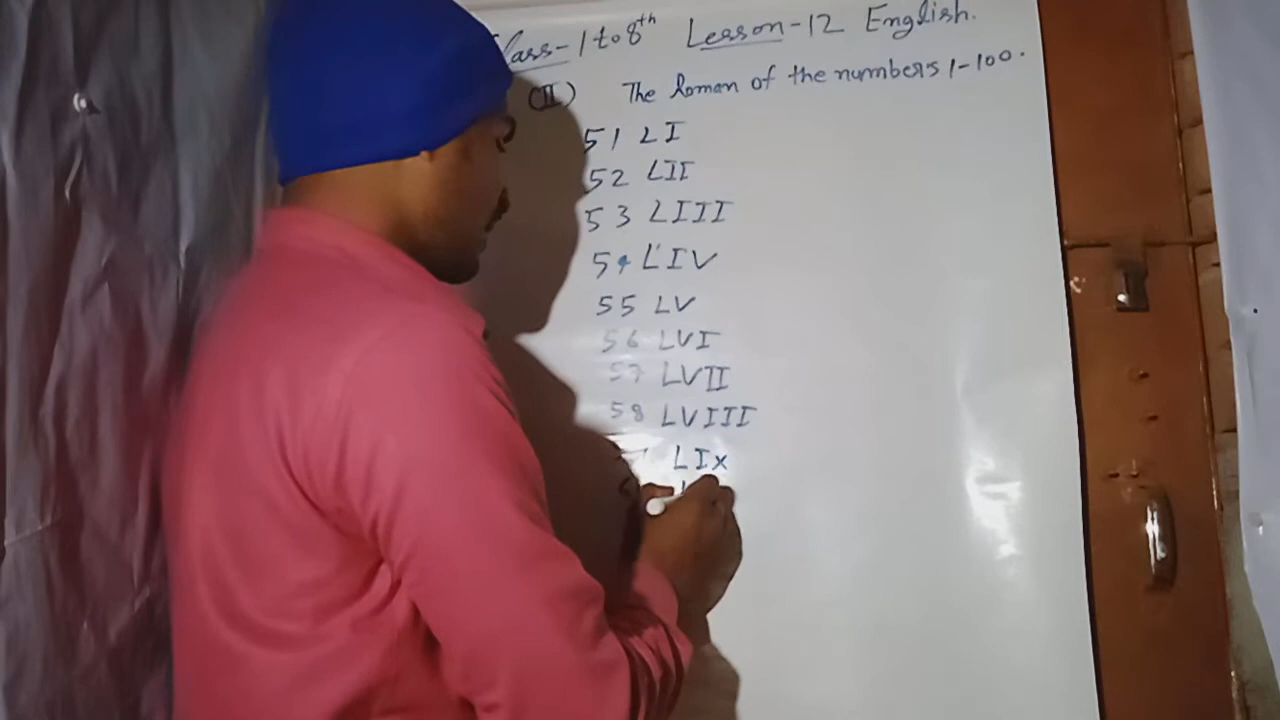 Class-1 to 8th Lesson-12 English.
(II) The Roman of the numbers 1-100.
51 LI
52 LII
53 LIII
54 LIV
55 LV
56 LVI
57 LVII
58 LVIII
LIX